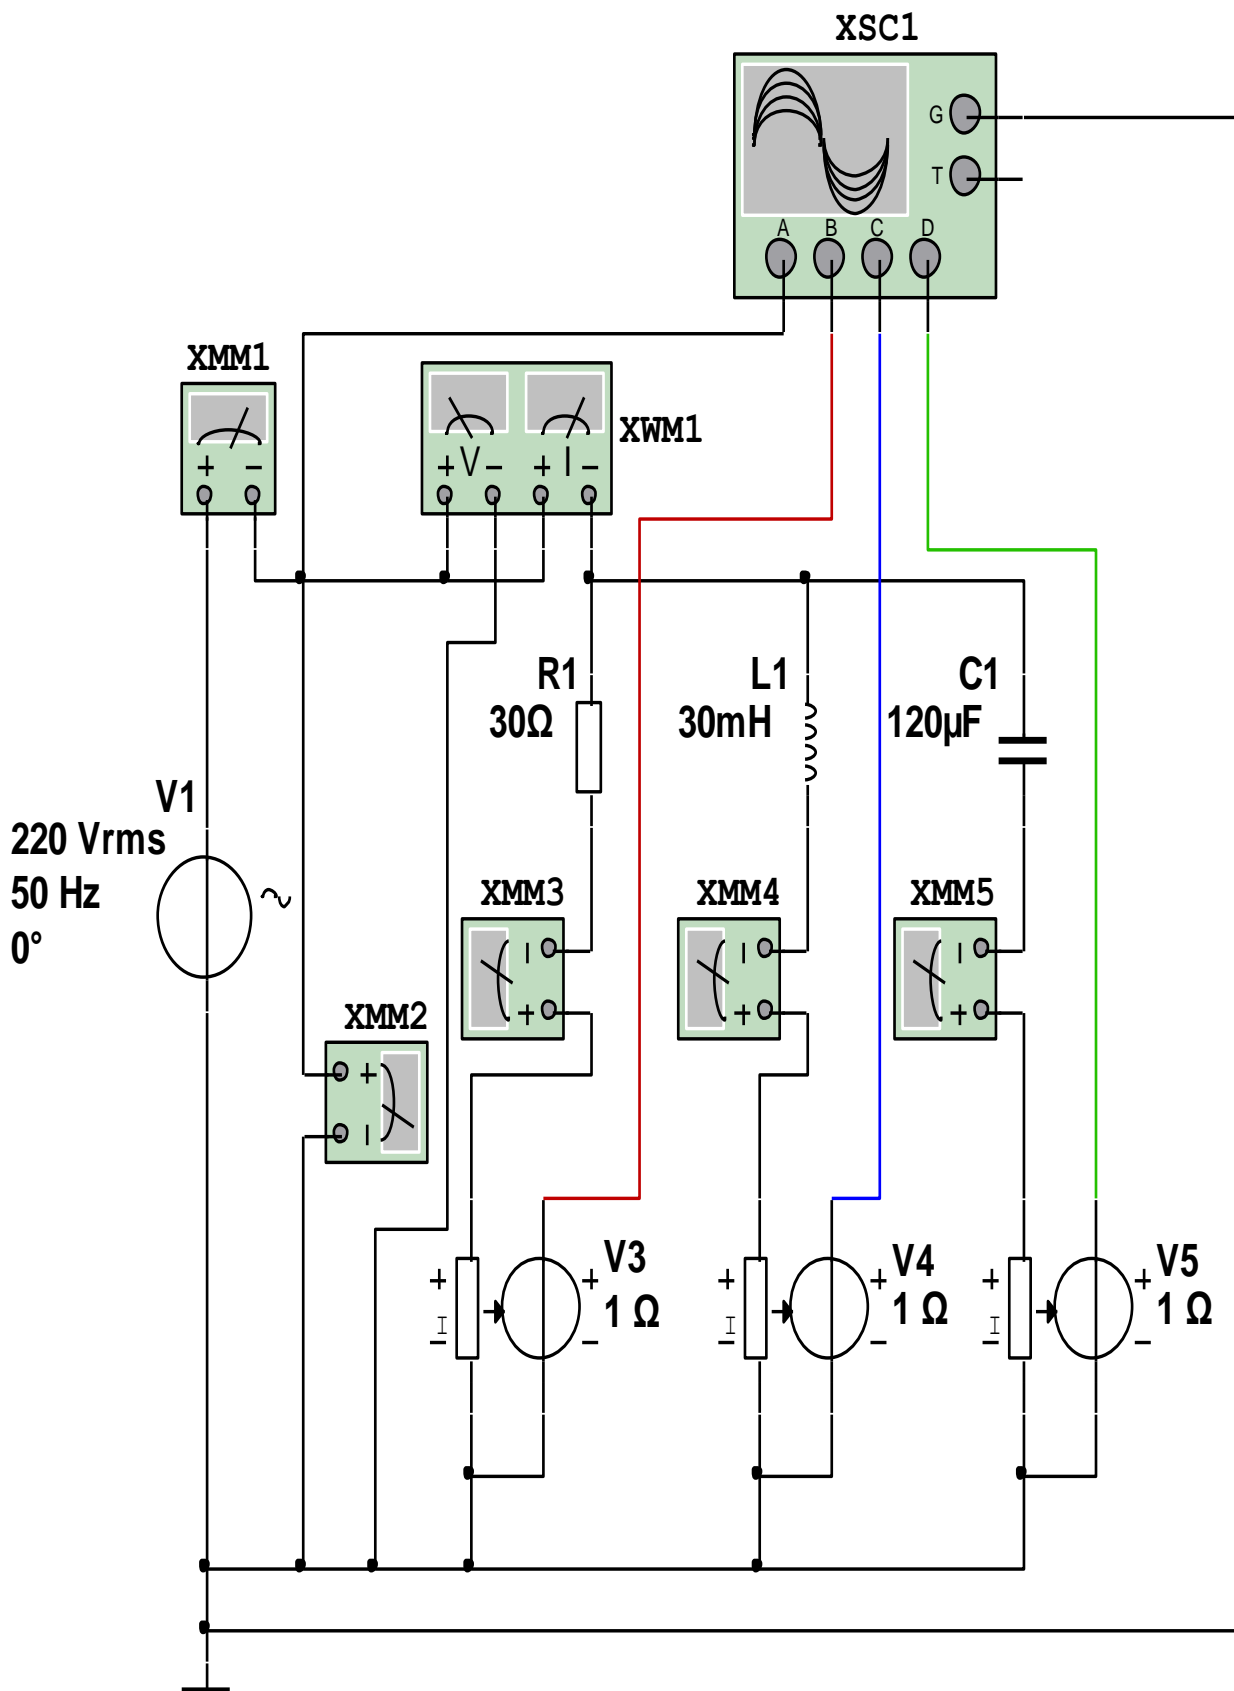 XSC1
G
T
A B C D
XMM1
XWM1
+ −
+ V − + I −
R1
30Ω
L1
30mH
C1
120µF
V1
220 Vrms
50 Hz
0°
XMM3
XMM4
XMM5
− +
− +
− +
XMM2
+ −
V3
1 Ω
V4
1 Ω
V5
1 Ω
+ I − + −
+ I − + −
+ I − + −